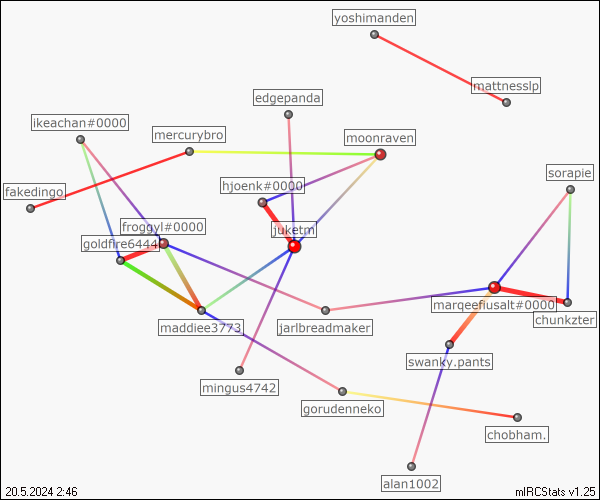 yoshimanden
mattnesslp
edgepanda
ikeachan#0000
mercurybro
moonraven
sorapie
fakedingo
hjoenk#0000
froggyl#0000
juketm
goldfire6444
marqeefiusalt#0000
chunkzter
maddiee3773
jarlbreadmaker
swanky.pants
mingus4742
gorudenneko
chobham.
alan1002
20.5.2024 2:46
mIRCStats v1.25